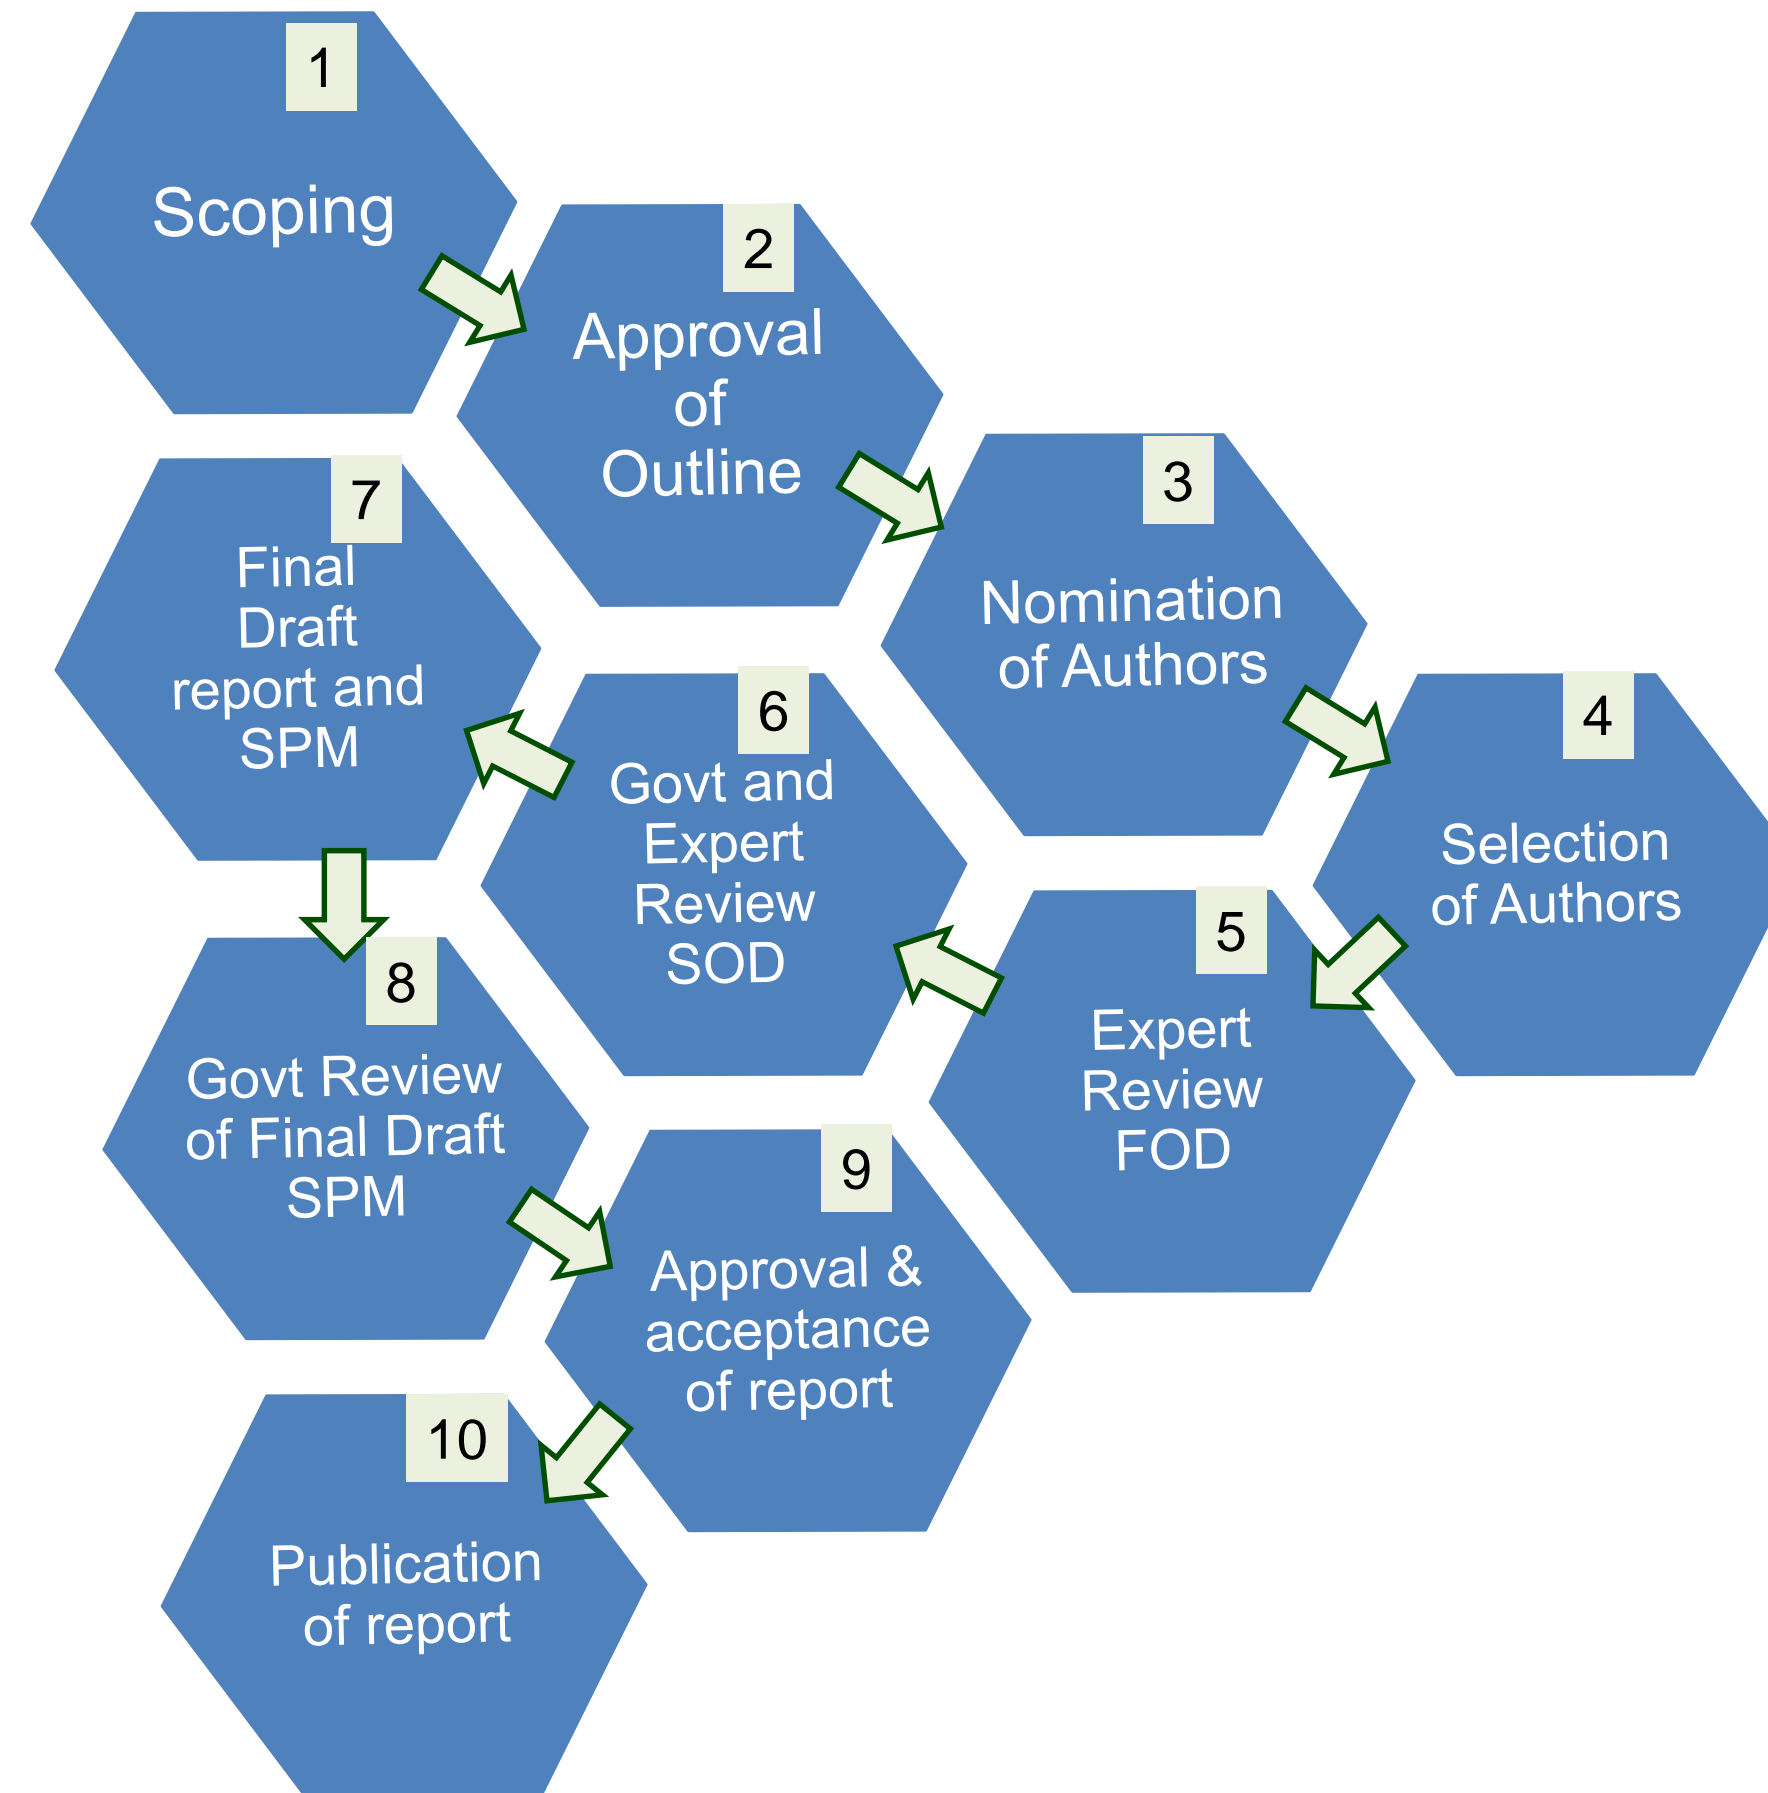 1
Scoping
2
Approval
of
Outline
3
Nomination
of Authors
4
Selection
of Authors
5
Expert
Review
FOD
6
Govt and
Expert
Review
SOD
7
Final
Draft
report and
SPM
8
Govt Review
of Final Draft
SPM
9
Approval &
acceptance
of report
10
Publication
of report